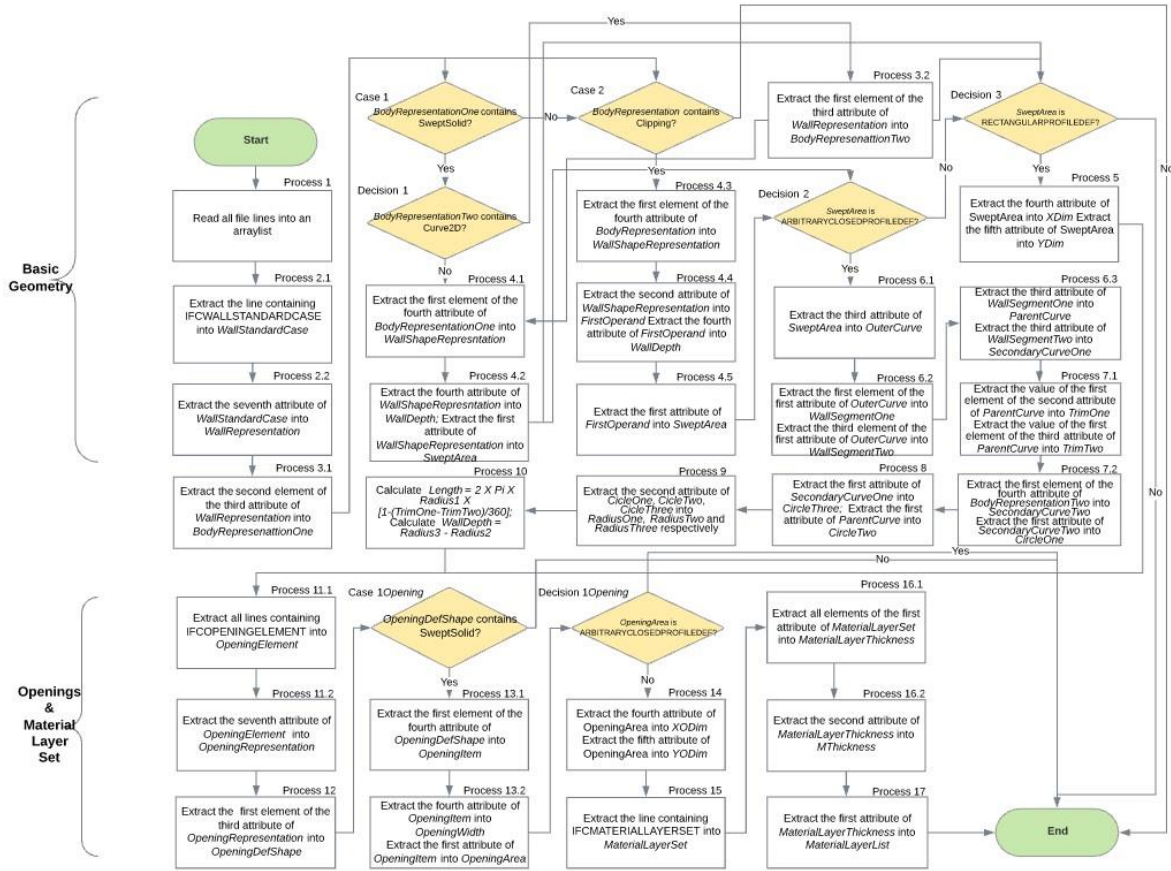 Basic
Geometry
Start
Process 1
Read all file lines into an
arraylist
Process 2.1
Extract the line containing
IFCWALLSTANDARDCASE
into WallStandardCase
Process 2.2
Extract the seventh attribute of
WallStandardCase into
WallRepresentation
Process 3.1
Extract the second element of
the third attribute of
WallRepresentation into
BodyRepresenattionOne
Case 1
BodyRepresentationOne contains
SweptSolid?
No
Yes
Decision 1
BodyRepresentationTwo contains
Curve2D?
Yes
No
Process 4.1
Extract the first element of the
fourth attribute of
BodyRepresentationOne into
WallShapeReprsntation
Process 4.2
Extract the fourth attribute of
WallShapeReprsntation into
WallDepth; Extract the first
attribute of
WallShapeRepresentation into
SweptArea
Case 2
BodyRepresentation contains
Clipping?
No
Yes
Process 4.3
Extract the first element of the
fourth attribute of
BodyRepresentation into
WallShapeRepresentation
Process 4.4
Extract the second attribute of
WallShapeRepresentation into
FirstOperand Extract the fourth
attribute of FirstOperand into
WallDepth
Process 4.5
Extract the first attribute of
FirstOperand into SweptArea
Process 3.2
Extract the first element of the
third attribute of
WallRepresentation into
BodyRepresenattionTwo
Decision 2
SweptArea is
ARBITRARYCLOSEDPROFILEDEF?
No
Yes
Decision 3
SweptArea is
RECTANGULARPROFILEDEF?
Yes
No
Process 5
Extract the fourth attribute of
SweptArea into XDim Extract
the fifth attribute of SweptArea
into YDim
Process 6.1
Extract the third attribute of
SweptArea into OuterCurve
Process 6.2
Extract the first element of the
first attribute of OuterCurve into
WallSegmentOne
Extract the third element of the
first attribute of OuterCurve into
WallSegmentTwo
Process 6.3
Extract the third attribute of
WallSegmentOne into
ParentCurve
Extract the third attribute of
WallSegmentTwo into
SecondaryCurveOne
Process 7.1
Extract the value of the first
element of the second attribute
of ParentCurve into TrimOne
Extract the value of the first
element of the third attribute of
ParentCurve into TrimTwo
Process 7.2
Extract the first element of the
fourth attribute of
BodyRepresentationTwo into
SecondaryCurveTwo
Extract the first attribute of
SecondaryCurveTwo into
CircleOne
Process 8
Extract the first attribute of
SecondaryCurveOne into
CircleThree; Extract the first
attribute of ParentCurve into
CircleTwo
Process 9
Extract the second attribute of
CicleOne, CicleTwo,
CicleThree into
RadiusOne, RadiusTwo and
RadiusThree respectively
Process 10
Calculate Length = 2 X Pi X
Radius1 X
[1-(TrimOne-TrimTwo)/360];
Calculate WallDepth =
Radius3 - Radius2
Openings
&
Material
Layer
Set
Process 11.1
Extract all lines containing
IFCOPENINGELEMENT into
OpeningElement
Process 11.2
Extract the seventh attribute of
OpeningElement into
OpeningRepresentation
Process 12
Extract the first element of the
third attribute of
OpeningRepresentation into
OpeningDefShape
Case 1Opening
OpeningDefShape contains
SweptSolid?
No
Yes
Process 13.1
Extract the first element of the
fourth attribute of
OpeningDefShape into
OpeningItem
Process 13.2
Extract the fourth attribute of
OpeningItem into
OpeningWidth
Extract the first attribute of
OpeningItem into OpeningArea
Decision 1Opening
OpeningArea is
ARBITRARYCLOSEDPROFILEDEF?
Yes
No
Process 14
Extract the fourth attribute of
OpeningArea into XODim
Extract the fifth attribute of
OpeningArea into YODim
Process 15
Extract the line containing
IFCMATERIALLAYERSET into
MaterialLayerSet
Process 16.1
Extract all elements of the first
attribute of MaterialLayerSet
into MaterialLayerThickness
Process 16.2
Extract the second attribute of
MaterialLayerThickness into
MThickness
Process 17
Extract the first attribute of
MaterialLayerThickness into
MaterialLayerList
End